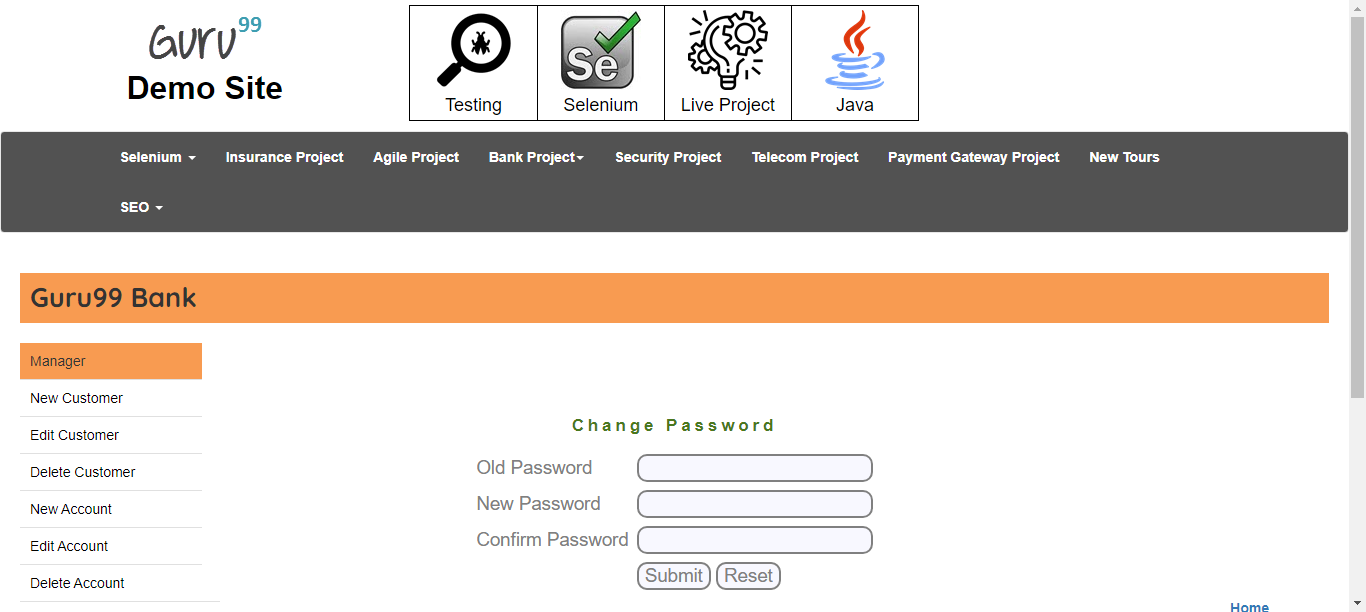 Guru99
Demo Site
Testing
Se
Selenium
Live Project
Java
Selenium
Insurance Project
Agile Project
Bank Project
Security Project
Telecom Project
Payment Gateway Project
New Tours
SEO
Guru99 Bank
Manager
New Customer
Edit Customer
Delete Customer
New Account
Edit Account
Delete Account
Change Password
Old Password
New Password
Confirm Password
Submit Reset
Home